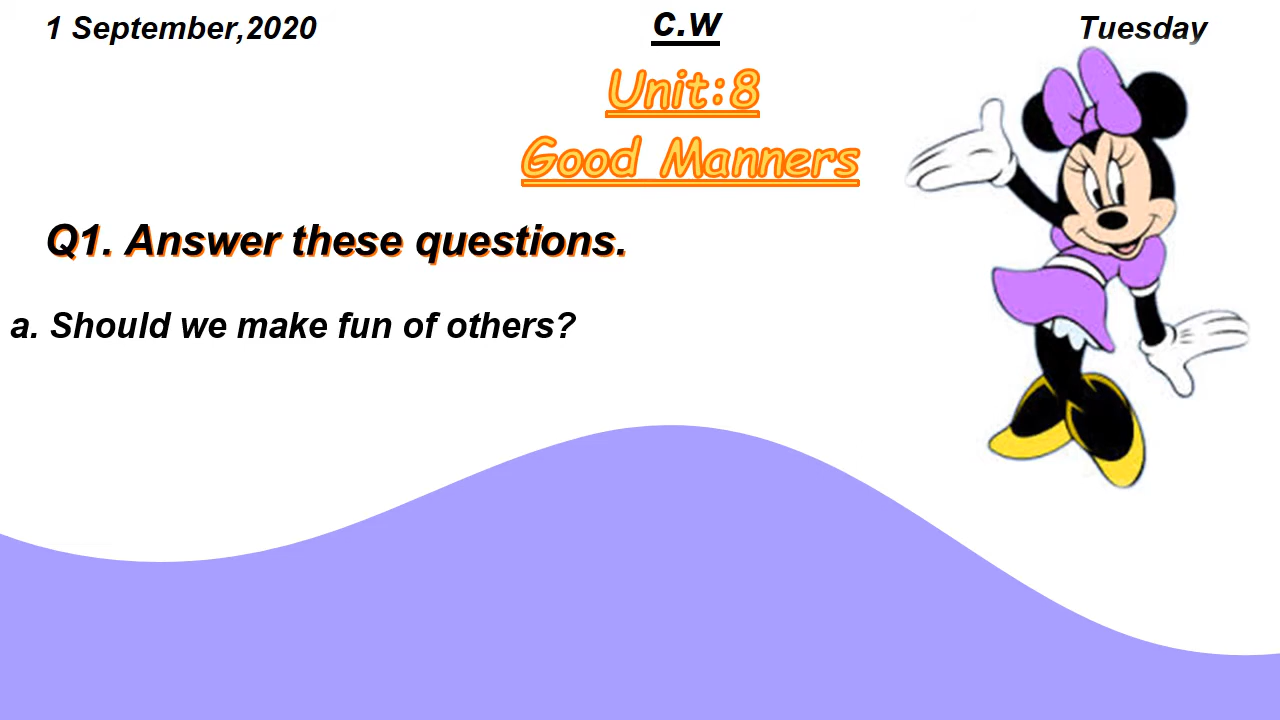 1 September,2020
c.w
Tuesday
Unit:8
Good Manners
Q1. Answer these questions.
a. Should we make fun of others?